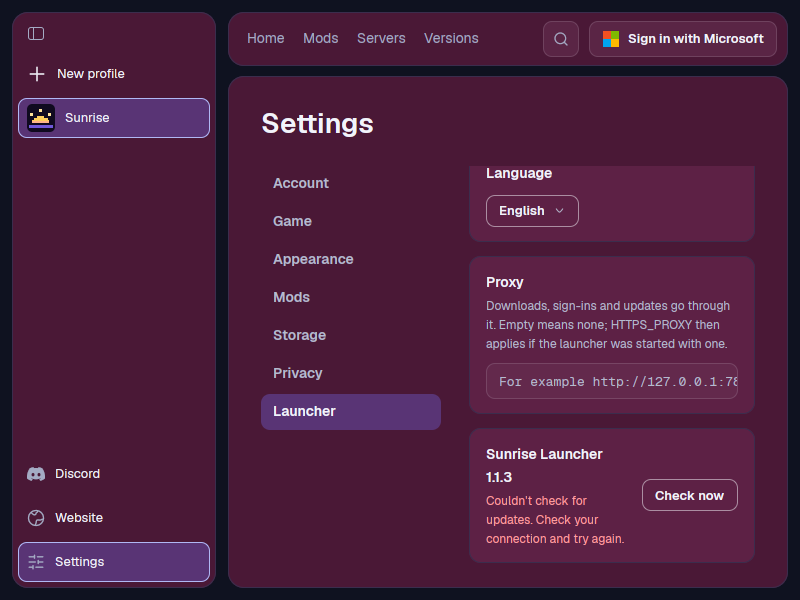 New profile
Sunrise
Discord
Website
Settings
Home
Mods
Servers
Versions
Sign in with Microsoft
Settings
Account
Game
Appearance
Mods
Storage
Privacy
Launcher
Language
English
Proxy
Downloads, sign-ins and updates go through
it. Empty means none; HTTPS_PROXY then
applies if the launcher was started with one.
For example http://127.0.0.1:78
Sunrise Launcher
1.1.3
Couldn't check for
updates. Check your
connection and try again.
Check now